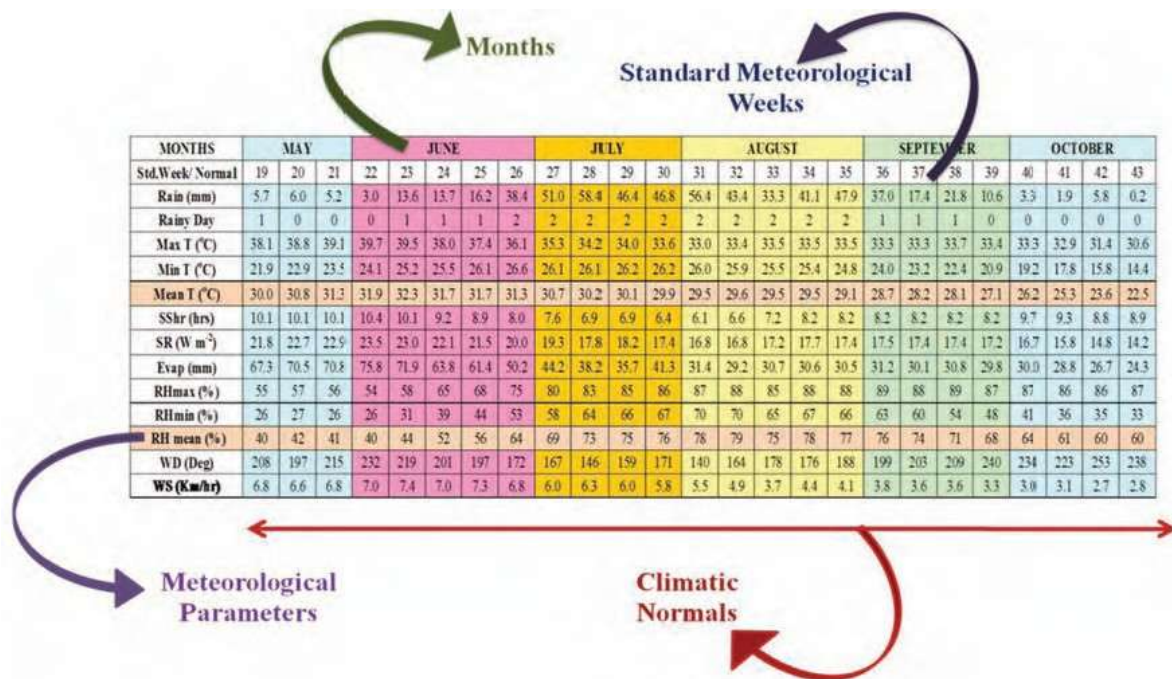 Months
Standard Meteorological
Weeks
MONTHS MAY JUNE JULY AUGUST SEPTEMBER OCTOBER
Std.Week/ Normal 19 20 21 22 23 24 25 26 27 28 29 30 31 32 33 34 35 36 37 38 39 40 41 42 43
Rain (mm) 5.7 6.0 5.2 3.0 13.6 13.7 16.2 38.4 51.0 58.4 46.4 46.8 56.4 43.4 33.3 41.1 47.9 37.0 17.4 21.8 10.6 3.3 1.9 5.8 0.2
Rainy Day 1 0 0 0 1 1 1 2 2 2 2 2 2 2 2 2 2 1 1 1 0 0 0 0 0
Max T (°C) 38.1 38.8 39.1 39.7 39.5 38.0 37.4 36.1 35.3 34.2 34.0 33.6 33.0 33.4 33.5 33.5 33.5 33.3 33.3 33.7 33.4 33.3 32.9 31.4 30.6
Min T (°C) 21.9 22.9 23.5 24.1 25.2 25.5 26.1 26.6 26.1 26.1 26.2 26.2 26.0 25.9 25.5 25.4 24.8 24.0 23.2 22.4 20.9 19.2 17.8 15.8 14.4
Mean T (°C) 30.0 30.8 31.3 31.9 32.3 31.7 31.7 31.3 30.7 30.2 30.1 29.9 29.5 29.6 29.5 29.5 29.1 28.7 28.2 28.1 27.1 26.2 25.3 23.6 22.5
SShr (hrs) 10.1 10.1 10.1 10.4 10.1 9.2 8.9 8.0 7.6 6.9 6.9 6.4 6.1 6.6 7.2 8.2 8.2 8.2 8.2 8.2 8.2 9.7 9.3 8.8 8.9
SR (W m-2) 21.8 22.7 22.9 23.5 23.0 22.1 21.5 20.0 19.3 17.8 18.2 17.4 16.8 16.8 17.2 17.7 17.4 17.5 17.4 17.4 17.2 16.7 15.8 14.8 14.2
Evap (mm) 67.3 70.5 70.8 75.8 71.9 63.8 61.4 50.2 44.2 38.2 35.7 41.3 31.4 29.2 30.7 30.6 30.5 31.2 30.1 30.8 29.8 30.0 28.8 26.7 24.3
RHmax (%) 55 57 56 54 58 65 68 75 80 83 85 86 87 88 85 88 88 89 88 89 87 87 86 86 87
RHmin (%) 26 27 26 26 31 39 44 53 58 64 66 67 70 70 65 67 66 63 60 54 48 41 36 35 33
RH mean (%) 40 42 41 40 44 52 56 64 69 73 75 76 78 79 75 78 77 76 74 71 68 64 61 60 60
WD (Deg) 208 197 215 232 219 201 197 172 167 146 159 171 140 164 178 176 188 199 203 209 240 234 223 253 238
WS (Km/hr) 6.8 6.6 6.8 7.0 7.4 7.0 7.3 6.8 6.0 6.3 6.0 5.8 5.5 4.9 3.7 4.4 4.1 3.8 3.6 3.6 3.3 3.0 3.1 2.7 2.8
Meteorological
Parameters
Climatic
Normals